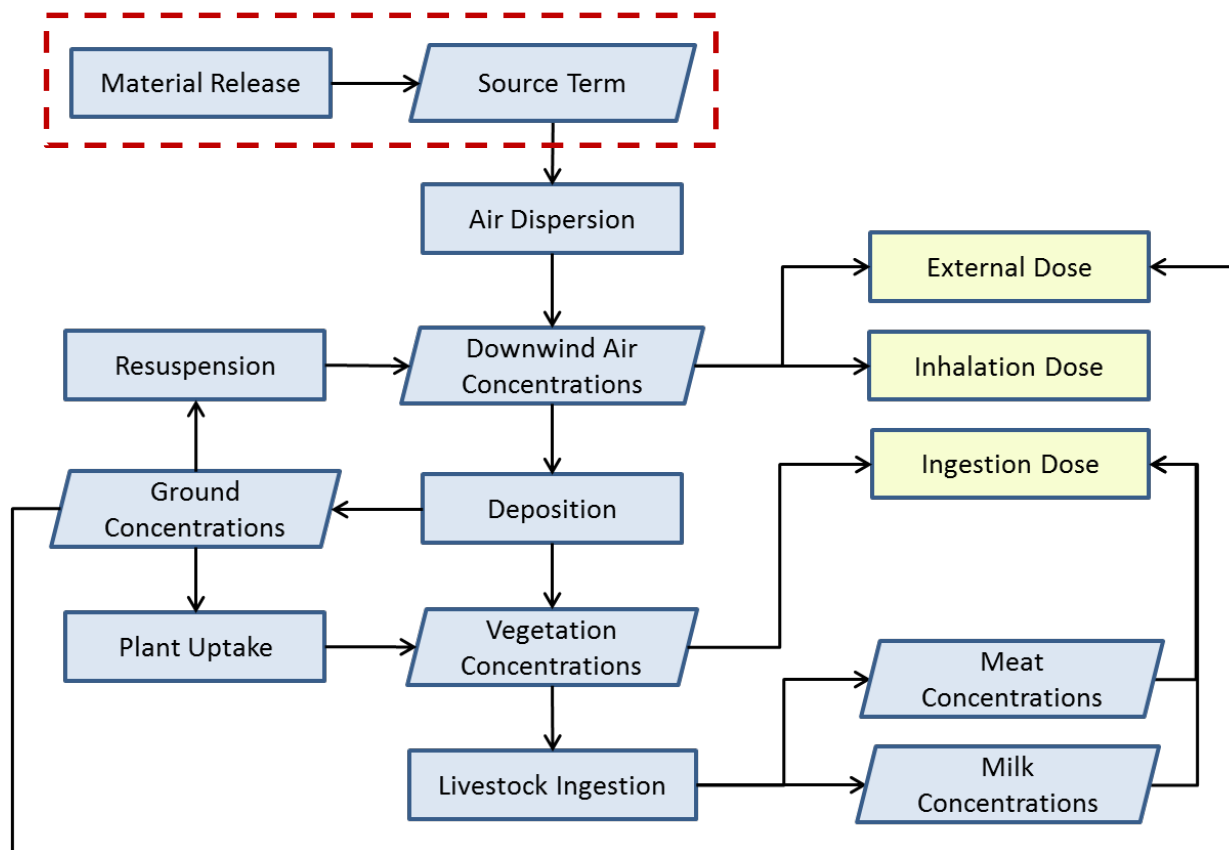 Material Release
Source Term
Air Dispersion
External Dose
Resuspension
Downwind Air
Concentrations
Inhalation Dose
Ground
Concentrations
Deposition
Ingestion Dose
Plant Uptake
Vegetation
Concentrations
Meat
Concentrations
Livestock Ingestion
Milk
Concentrations